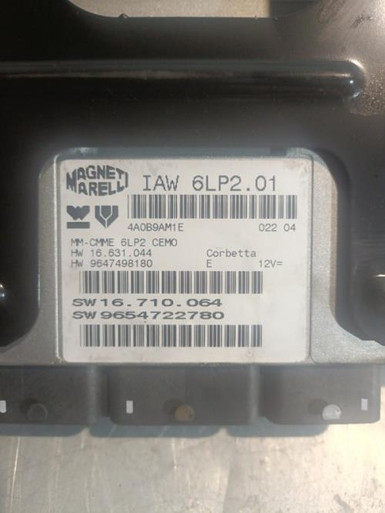 MAGNETI
MARELLI
IAW 6LP2.01
4A0B9AM1E 022 04
MM-CMME 6LP2 CEMO
HW 16.631.044 Corbetta
HW 9647498180 E 12V=
SW16.710.064
SW9654722780